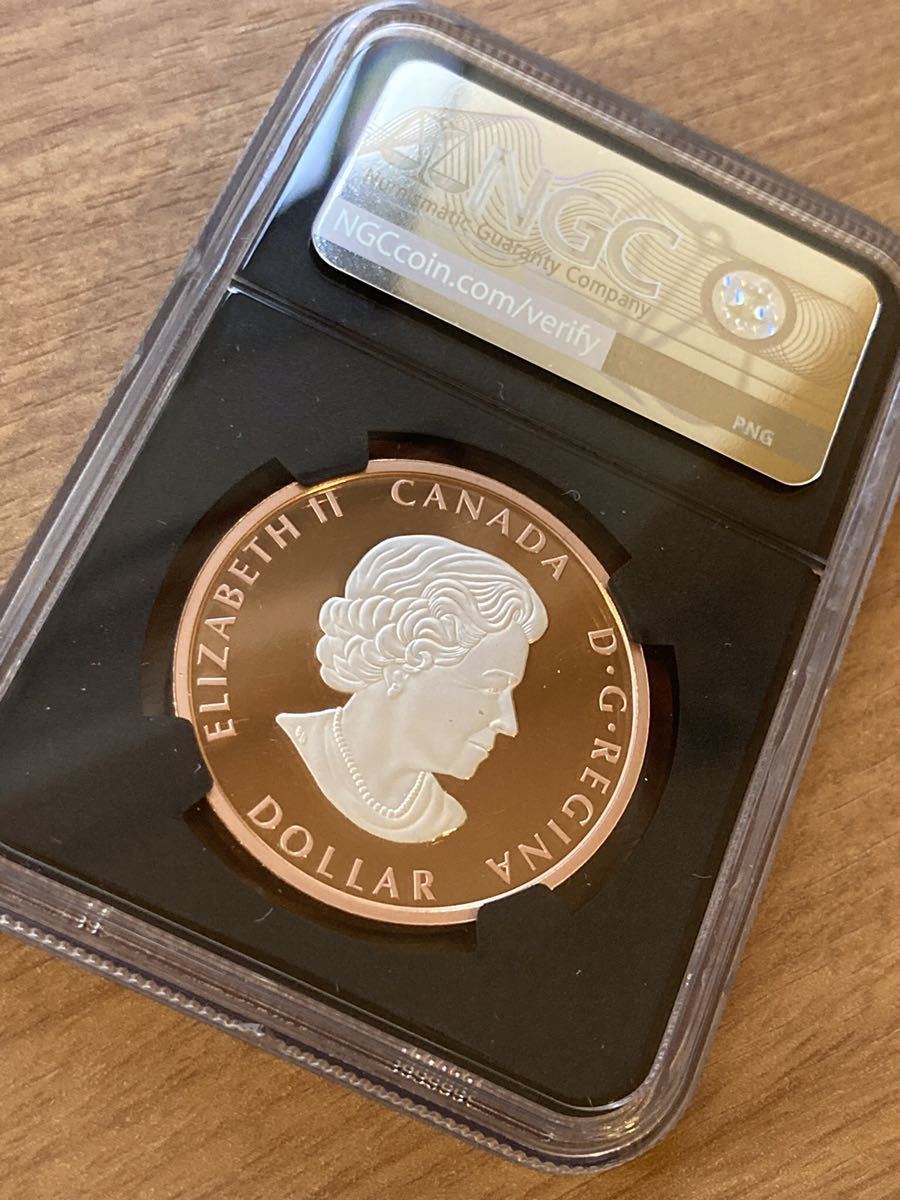 NGC
Numismatic Guaranty Company
NGCcoin.com/verify
PNG
ELIZABETH II CANADA D·G·REGINA
DOLLAR